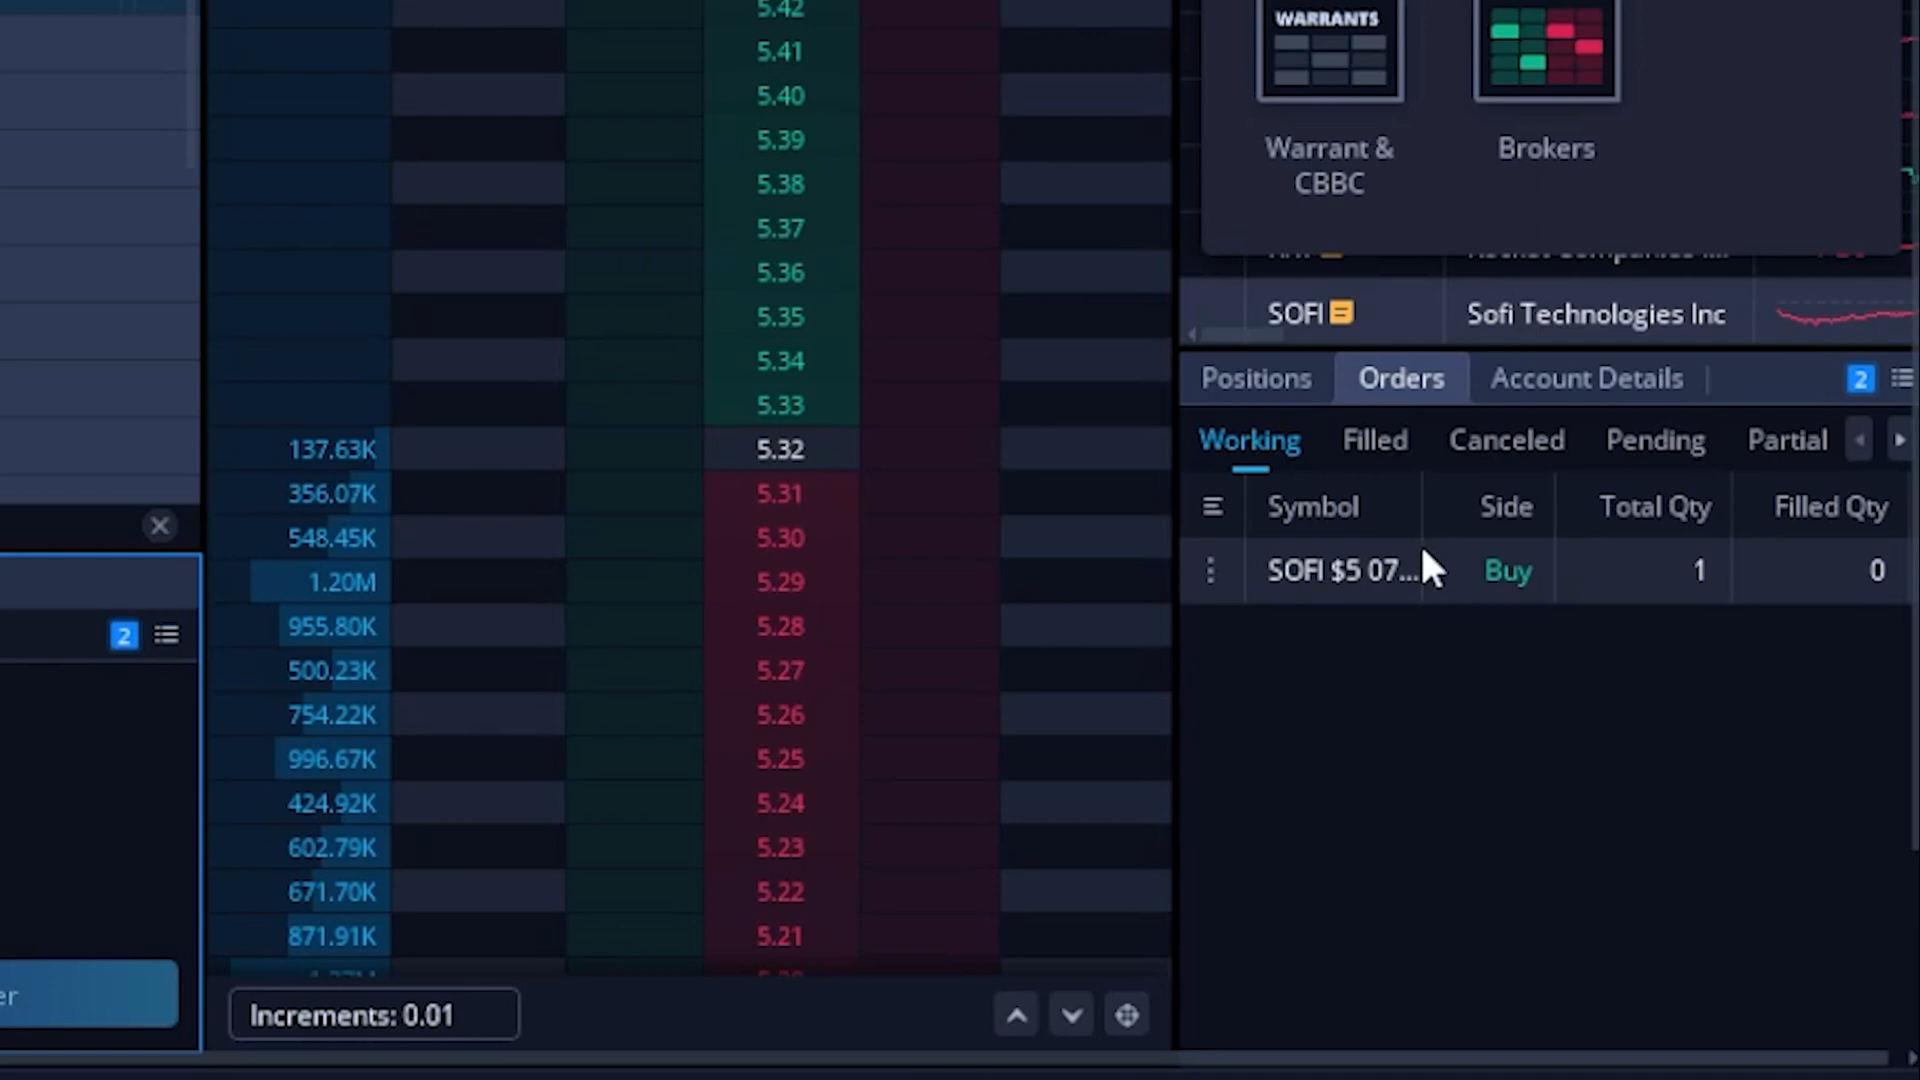 5.42
5.41
5.40
5.39
5.38
5.37
5.36
5.35
5.34
5.33
137.63K 5.32
356.07K 5.31
548.45K 5.30
1.20M 5.29
955.80K 5.28
500.23K 5.27
754.22K 5.26
996.67K 5.25
424.92K 5.24
602.79K 5.23
671.70K 5.22
871.91K 5.21
2
er
Increments: 0.01
WARRANTS
Warrant &
CBBC
Brokers
SOFI Sofi Technologies Inc
Positions Orders Account Details 2
Working Filled Canceled Pending Partial
Symbol Side Total Qty Filled Qty
SOFI $5 07... Buy 1 0